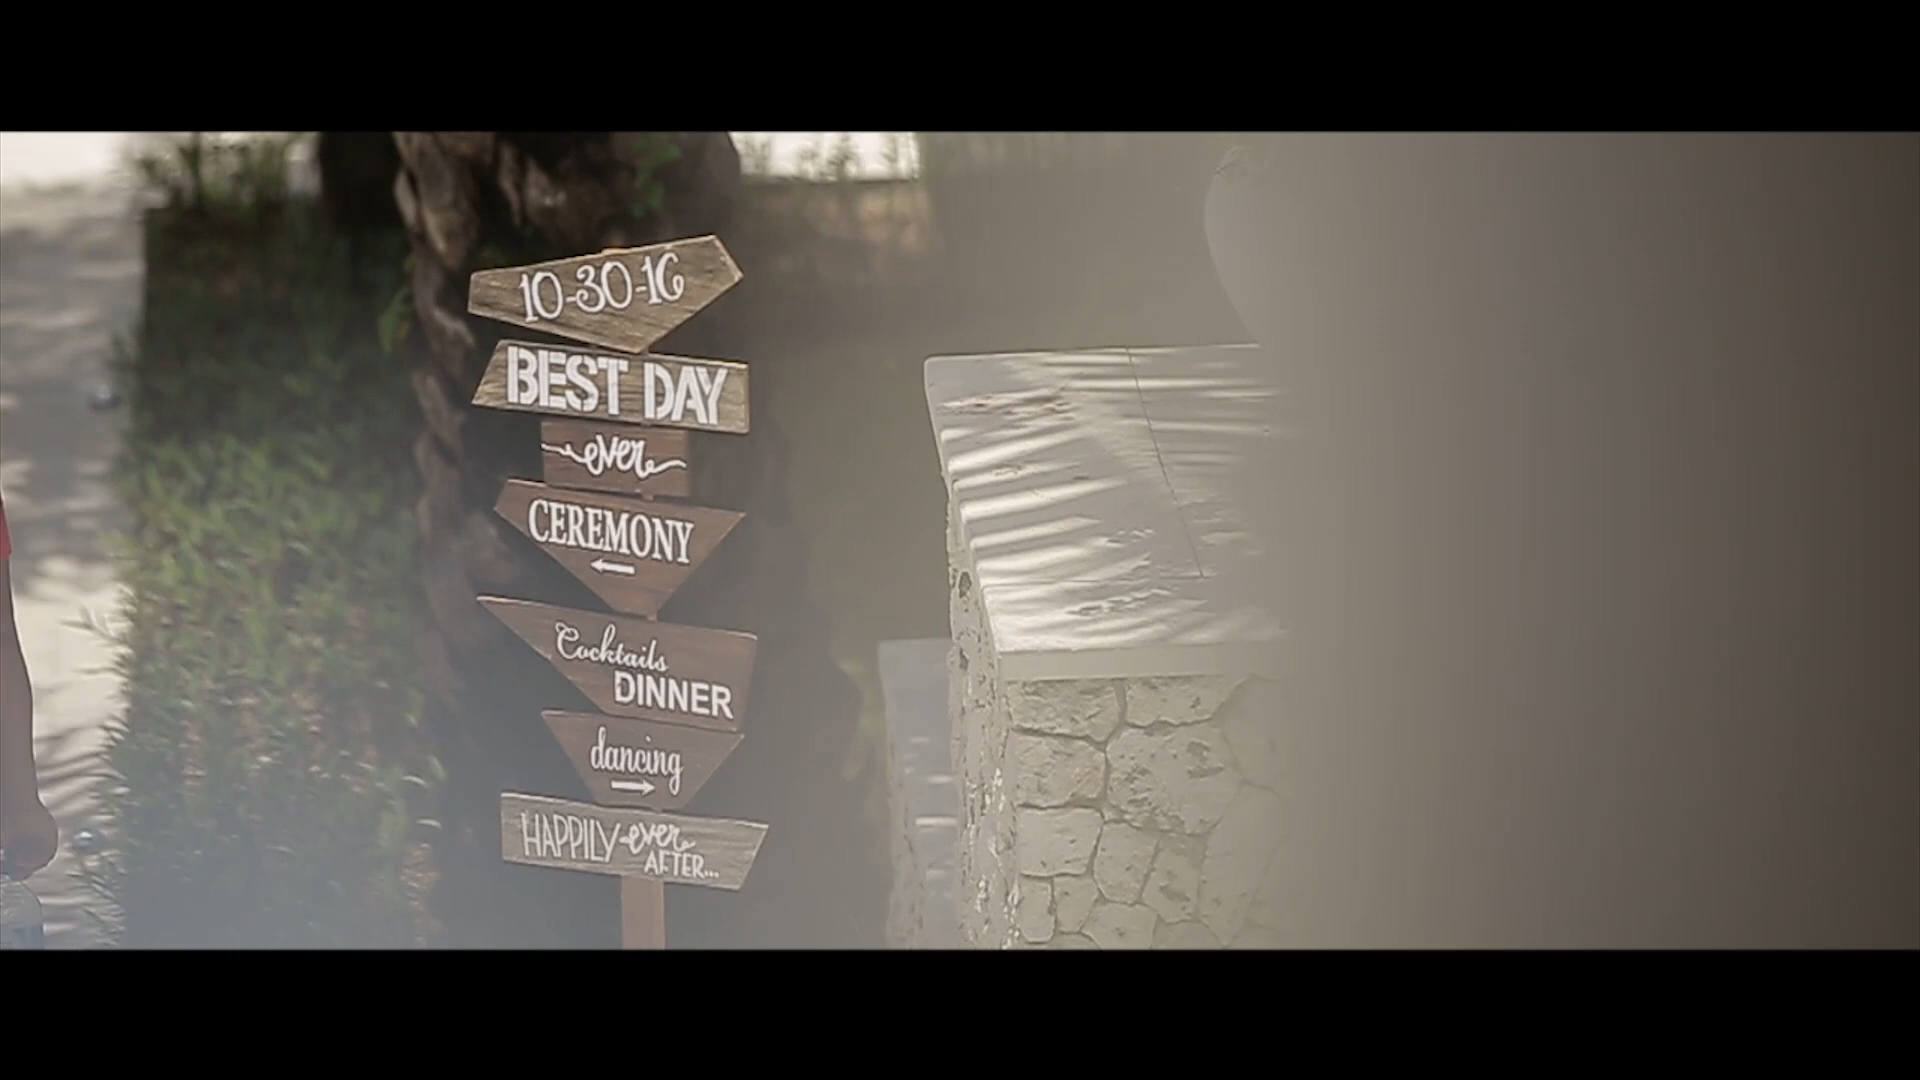 10-30-16
BEST DAY
ever
CEREMONY
←
Cocktails
DINNER
dancing
→
HAPPILY ever
AFTER...